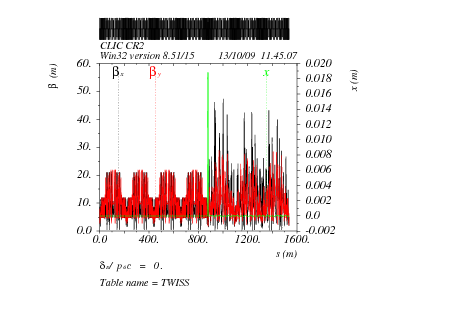 CLIC CR2
Win32 version 8.51/15 13/10/09 11.45.07
60. 0.020
βx βy x
0.018
50. 0.016
0.014
40. 0.012
0.010
30. 0.008
0.006
20. 0.004
10. 0.002
0.0
0.0 -0.002
0.0 400. 800. 1200. 1600.
β (m)
x (m)
s (m)
δE/ p0c = 0.
Table name = TWISS